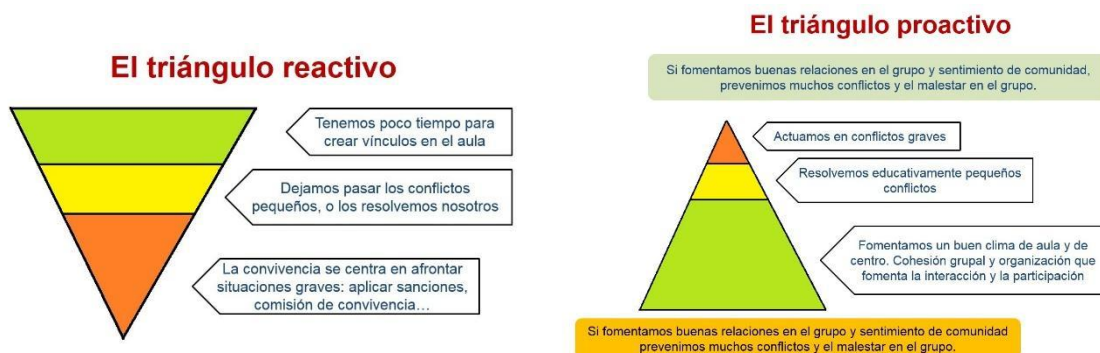 El triángulo reactivo
Tenemos poco tiempo para
crear vínculos en el aula
Dejamos pasar los conflictos
pequeños, o los resolvemos nosotros
La convivencia se centra en afrontar
situaciones graves: aplicar sanciones,
comisión de convivencia…
El triángulo proactivo
Si fomentamos buenas relaciones en el grupo y sentimiento de comunidad,
prevenimos muchos conflictos y el malestar en el grupo.
Actuamos en conflictos graves
Resolvemos educativamente pequeños
conflictos
Fomentamos un buen clima de aula y de
centro. Cohesión grupal y organización que
fomenta la interacción y la participación
Si fomentamos buenas relaciones en el grupo y sentimiento de comunidad
prevenimos muchos conflictos y el malestar en el grupo.